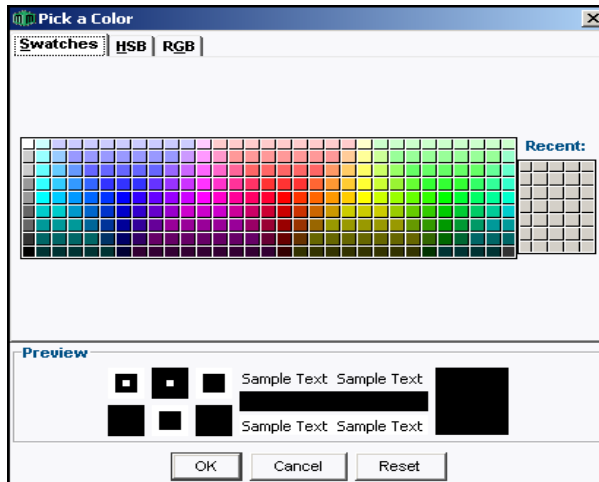 Pick a Color
Swatches HSB RGB
Recent:
Preview
Sample Text Sample Text
Sample Text Sample Text
OK Cancel Reset